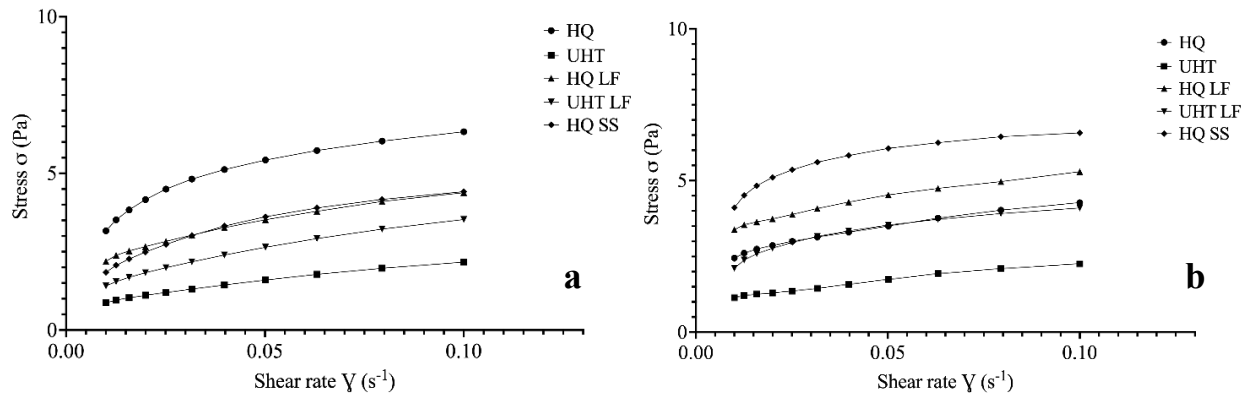 10
5
0
0.00
0.05
0.10
Stress σ (Pa)
Shear rate Ɣ (s⁻¹)
HQ
UHT
HQ LF
UHT LF
HQ SS
a
10
5
0
0.00
0.05
0.10
Stress σ (Pa)
Shear rate Ɣ (s⁻¹)
HQ
UHT
HQ LF
UHT LF
HQ SS
b